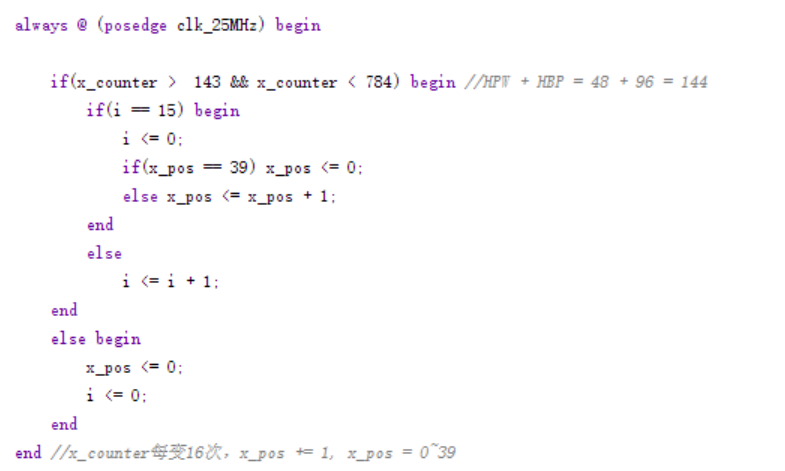 always @ (posedge clk_25MHz) begin
if(x_counter >  143 && x_counter < 784) begin //HPW + HBP = 48 + 96 = 144
if(i == 15) begin
i <= 0;
if(x_pos == 39) x_pos <= 0;
else x_pos <= x_pos + 1;
end
else
i <= i + 1;
end
else begin
x_pos <= 0;
i <= 0;
end
end //x_counter每变16次，x_pos += 1, x_pos = 0~39